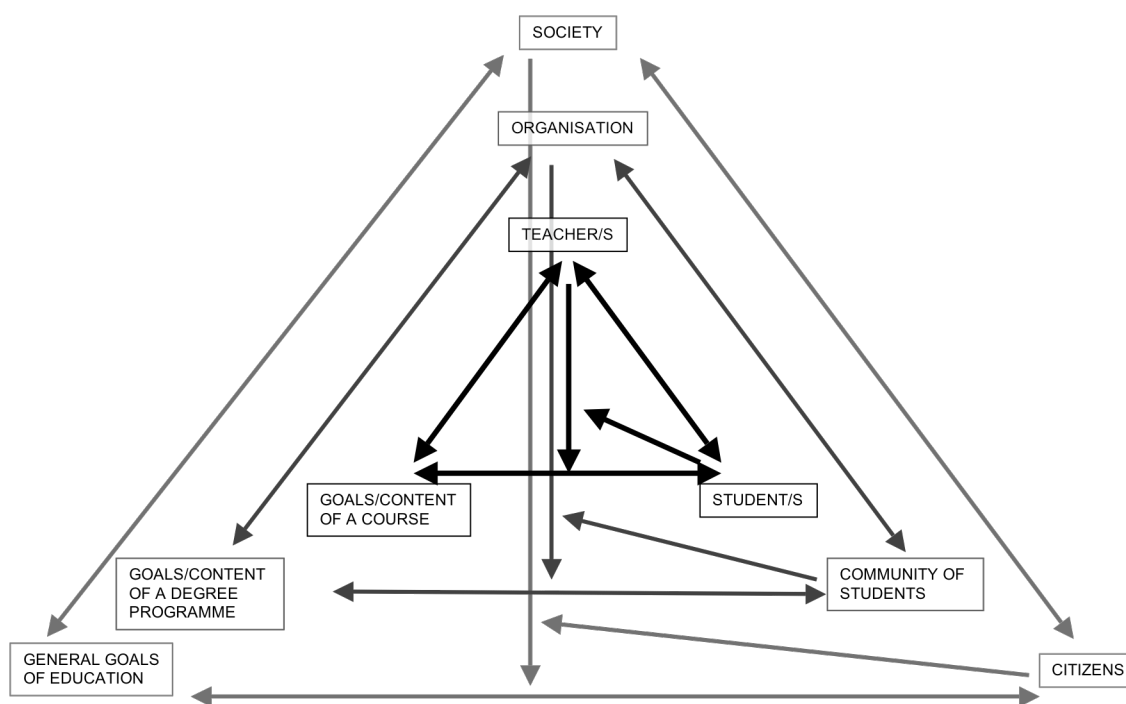 SOCIETY
ORGANISATION
TEACHER/S
GOALS/CONTENT
OF A COURSE
STUDENT/S
GOALS/CONTENT
OF A DEGREE
PROGRAMME
COMMUNITY OF
STUDENTS
GENERAL GOALS
OF EDUCATION
CITIZENS